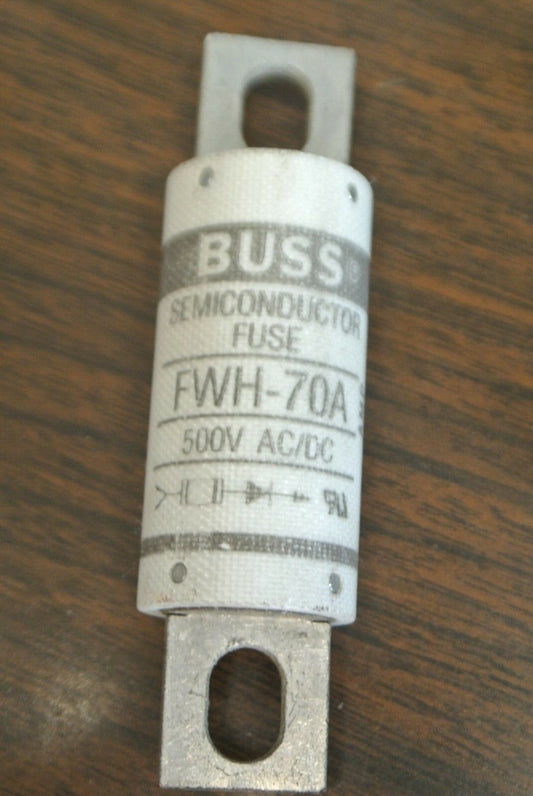 BUSS®
SEMICONDUCTOR
FUSE
FWH-70A
500V AC/DC